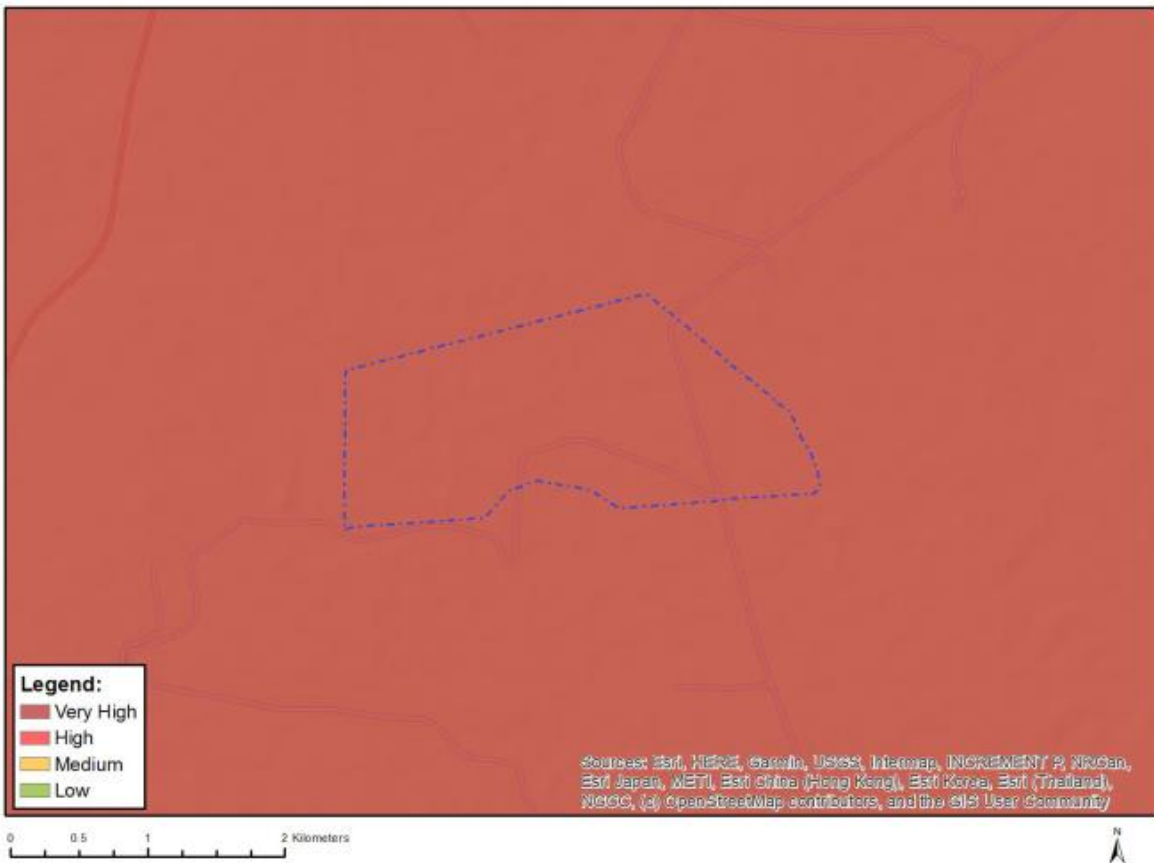 Legend:
Very High
High
Medium
Low
Sources: Esri, HERE, Garmin, USGS, Intermap, INCREMENT P, NRCan,
Esri Japan, METI, Esri China (Hong Kong), Esri Korea, Esri (Thailand),
NGCC, (c) OpenStreetMap contributors, and the GIS User Community
0 0.5 1 2 Kilometers
N